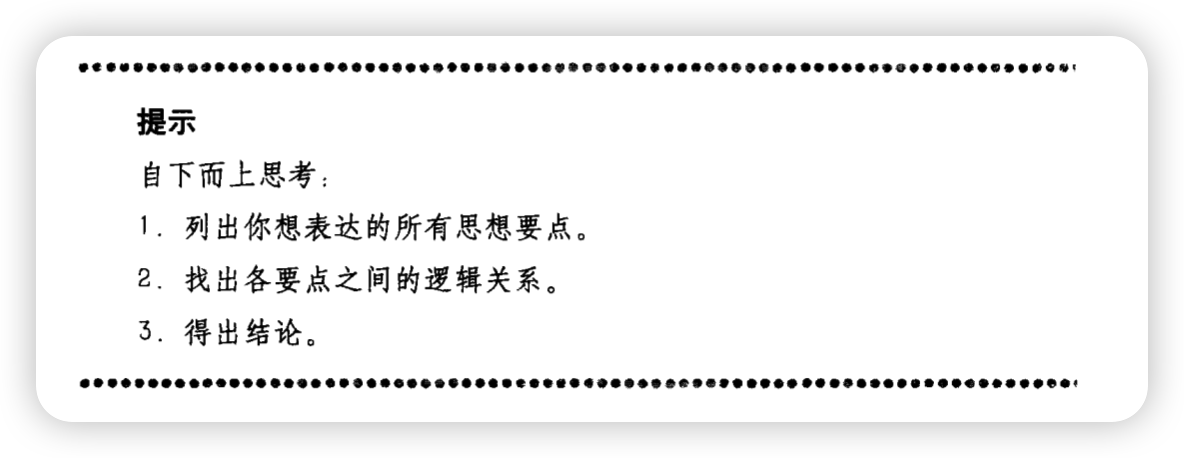 提示
自下而上思考：
1. 列出你想表达的所有思想要点。
2. 找出各要点之间的逻辑关系。
3. 得出结论。